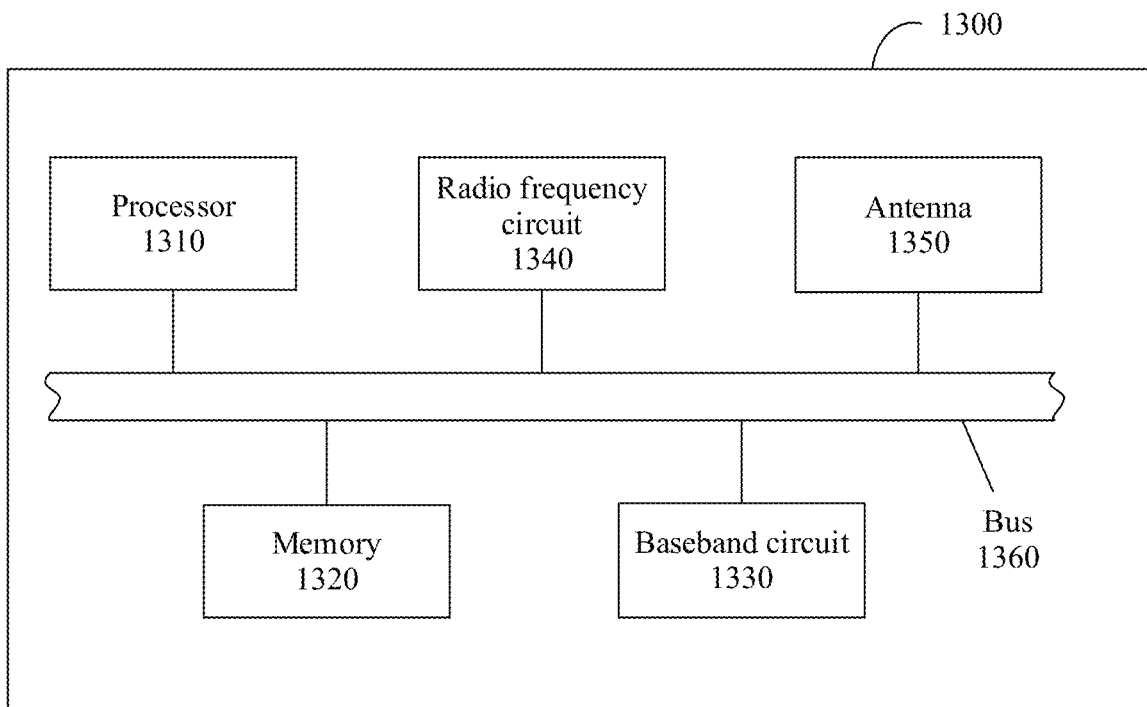 1300
Processor
1310
Radio frequency
circuit
1340
Antenna
1350
Memory
1320
Baseband circuit
1330
Bus
1360